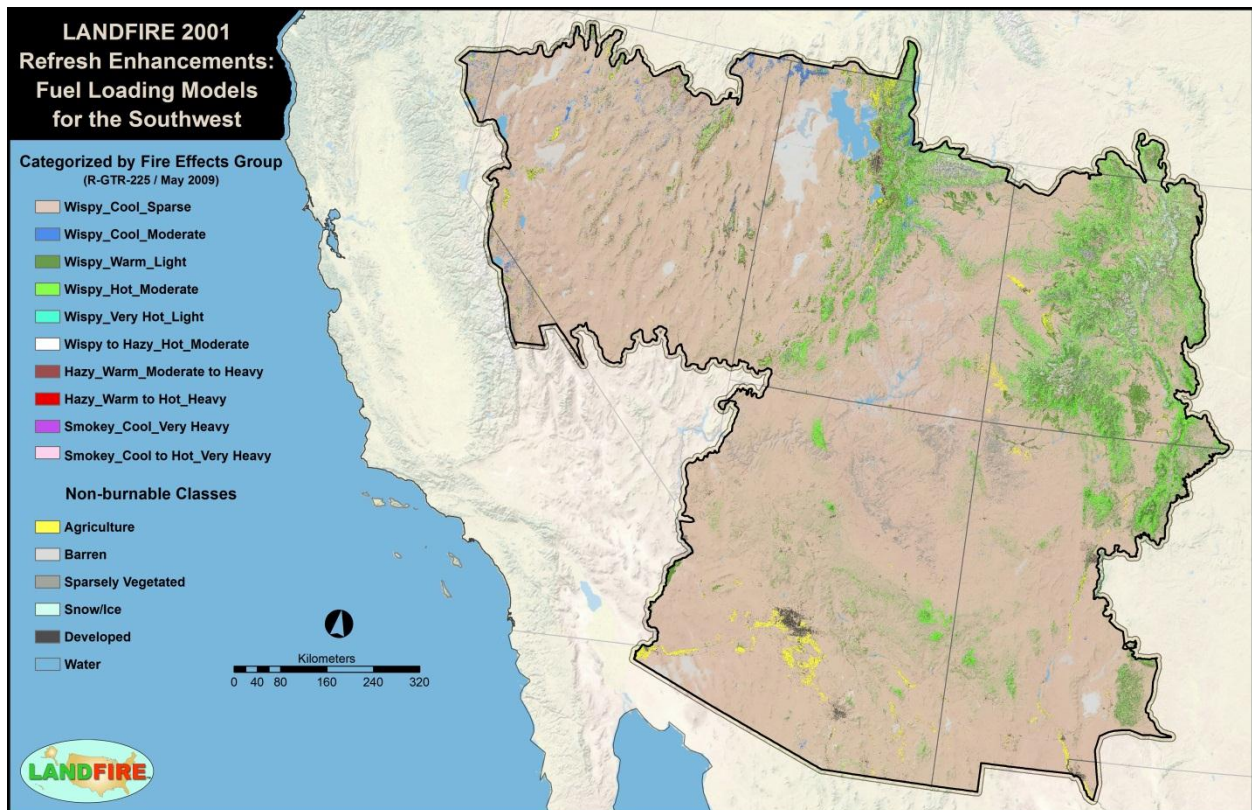 LANDFIRE 2001
Refresh Enhancements:
Fuel Loading Models
for the Southwest
Categorized by Fire Effects Group
(R-GTR-225 / May 2009)
Wispy_Cool_Sparse
Wispy_Cool_Moderate
Wispy_Warm_Light
Wispy_Hot_Moderate
Wispy_Very Hot_Light
Wispy to Hazy_Hot_Moderate
Hazy_Warm_Moderate to Heavy
Hazy_Warm to Hot_Heavy
Smokey_Cool_Very Heavy
Smokey_Cool to Hot_Very Heavy
Non-burnable Classes
Agriculture
Barren
Sparsely Vegetated
Snow/Ice
Developed
Water
Kilometers
0 40 80 160 240 320
LANDFIRE